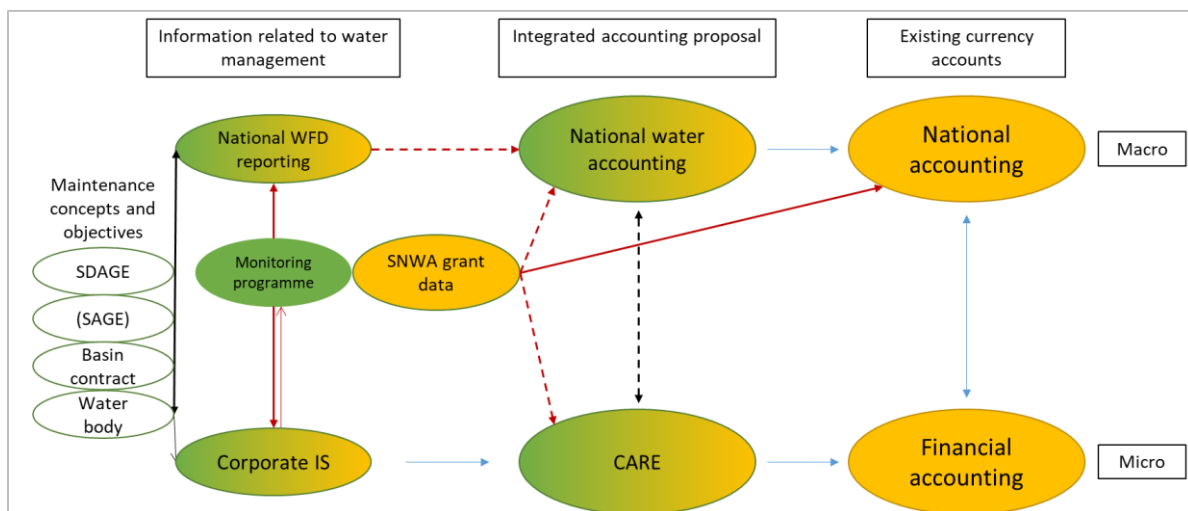 Information related to water
management
Integrated accounting proposal
Existing currency
accounts
National WFD
reporting
National water
accounting
National
accounting
Macro
Maintenance
concepts and
objectives
SDAGE
(SAGE)
Basin
contract
Water
body
Monitoring
programme
SNWA grant
data
Corporate IS
CARE
Financial
accounting
Micro